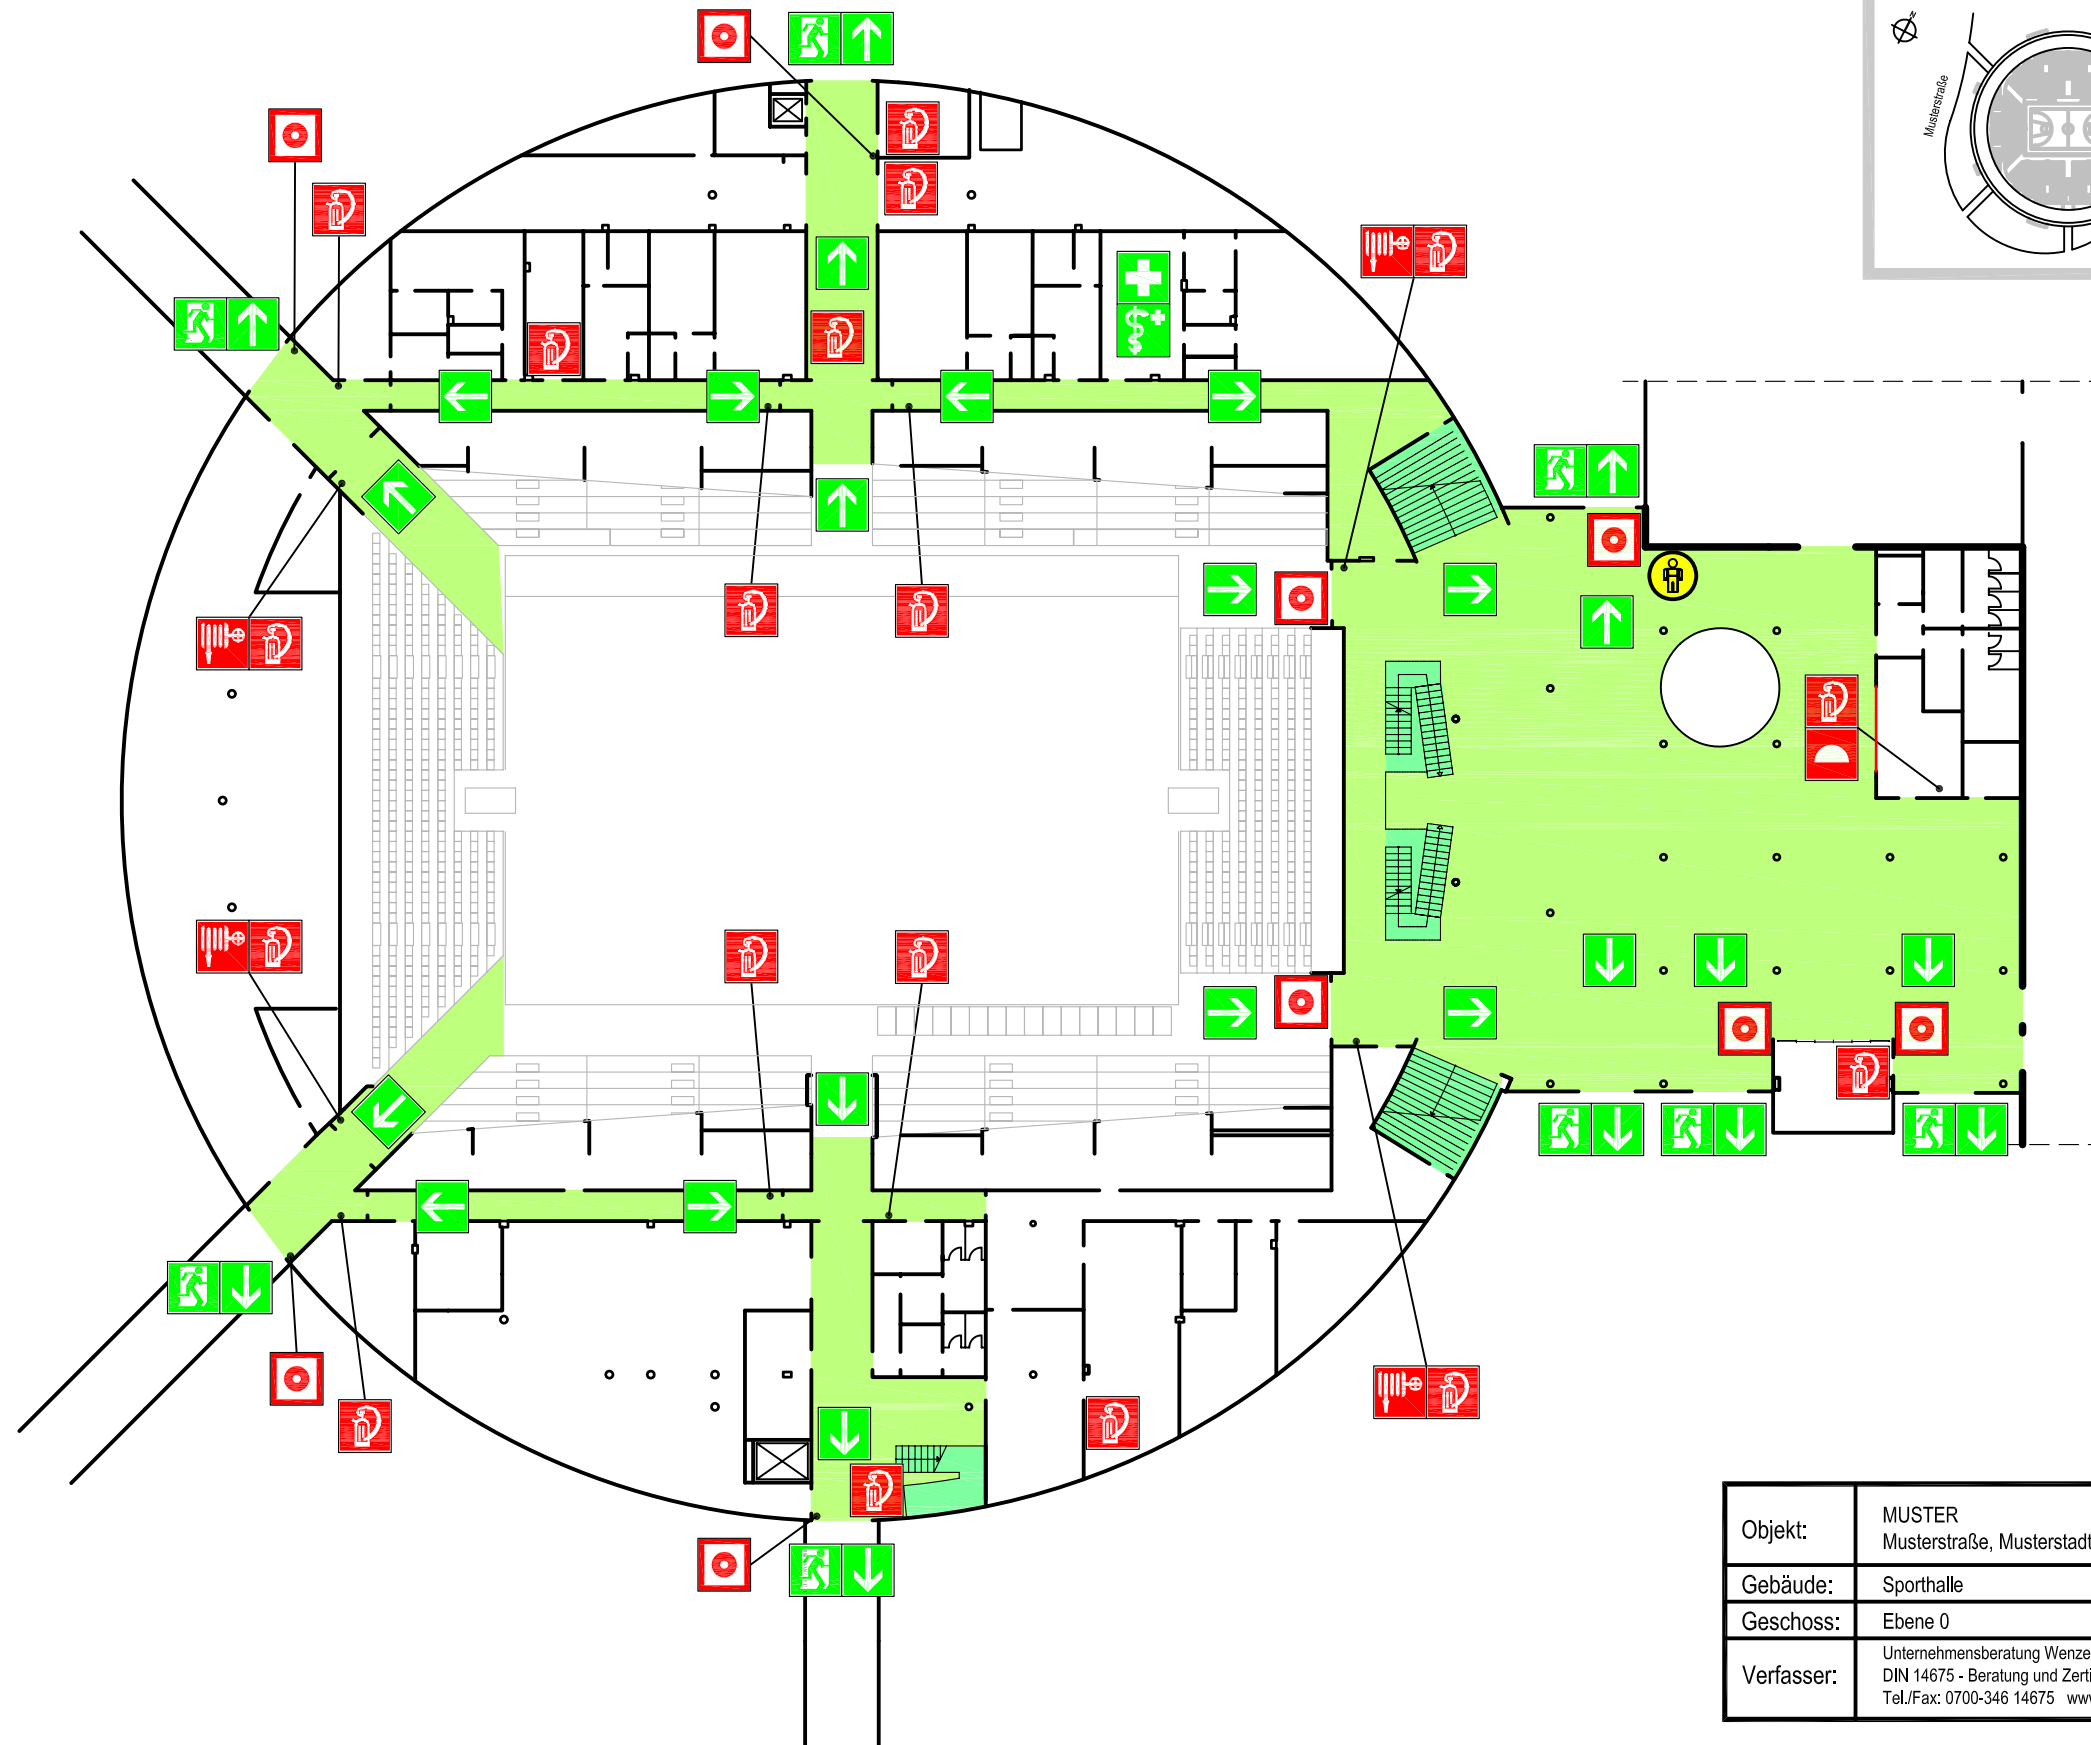 N
Musterstraße
Objekt:
MUSTER
Musterstraße, Musterstadt
Gebäude:
Sporthalle
Geschoss:
Ebene 0
Verfasser:
Unternehmensberatung Wenze
DIN 14675 - Beratung und Zerti
Tel./Fax: 0700-346 14675 www